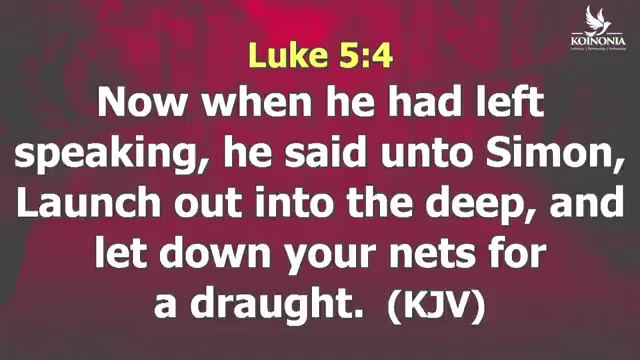 KOINONIA
Luke 5:4
Now when he had left
speaking, he said unto Simon,
Launch out into the deep, and
let down your nets for
a draught. (KJV)